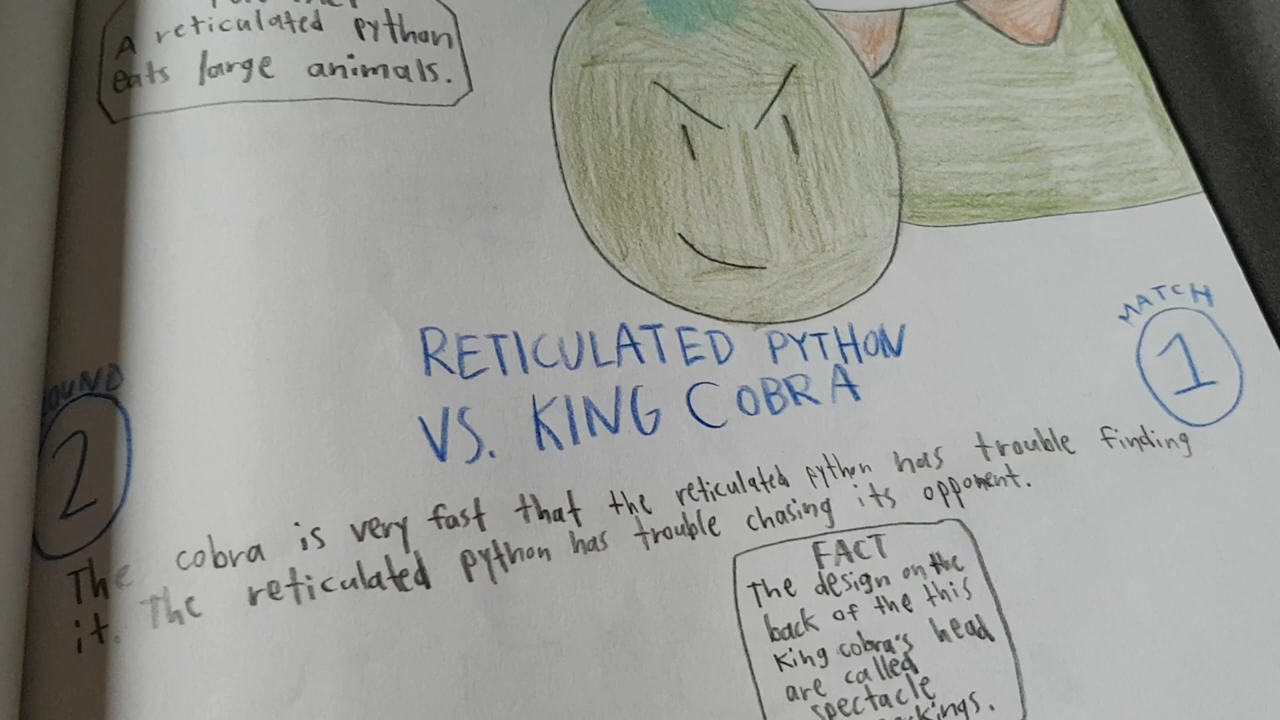 A reticulated python
eats large animals.
RETICULATED PYTHON
VS. KING COBRA
MATCH
1
2
The cobra is very fast that the reticulated python has trouble finding
it. The reticulated python has trouble chasing its opponent.
FACT
The design on the
back of the this
king cobra's head
are called
spectacle